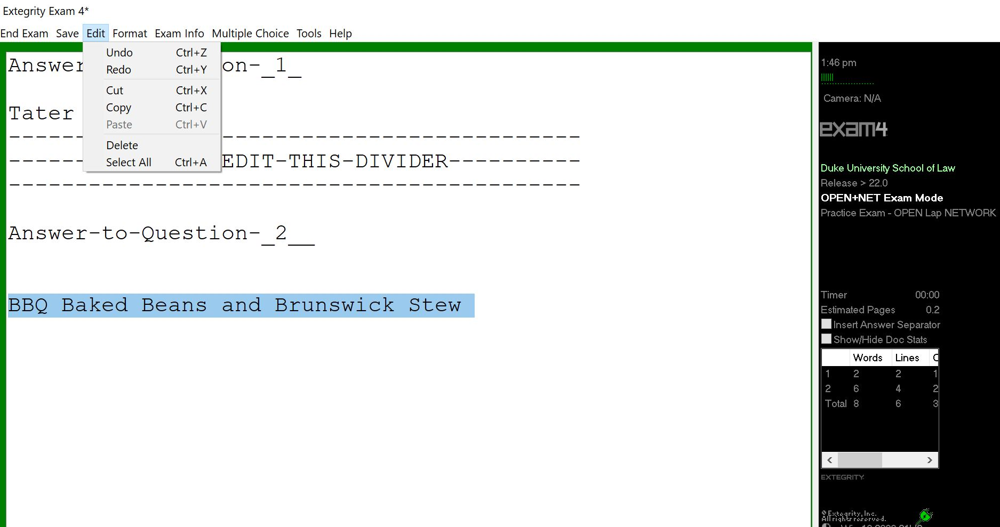 Extegrity Exam 4*
End Exam Save Edit Format Exam Info Multiple Choice Tools Help
Undo Ctrl+Z
Redo Ctrl+Y
Cut Ctrl+X
Copy Ctrl+C
Paste Ctrl+V
Delete
Select All Ctrl+A
Answer on-_1_
Tater
-------------------------------
------EDIT-THIS-DIVIDER----------
-------------------------------------------
Answer-to-Question-_2__
BBQ Baked Beans and Brunswick Stew
1:46 pm
Camera: N/A
exam4
Duke University School of Law
Release > 22.0
OPEN+NET Exam Mode
Practice Exam - OPEN Lap NETWORK
Timer 00:00
Estimated Pages 0.2
Insert Answer Separator
Show/Hide Doc Stats
Words Lines C
1 2 2 1
2 6 4 2
Total 8 6 3
EXTEGRITY
© Extegrity, Inc.
All rights reserved.